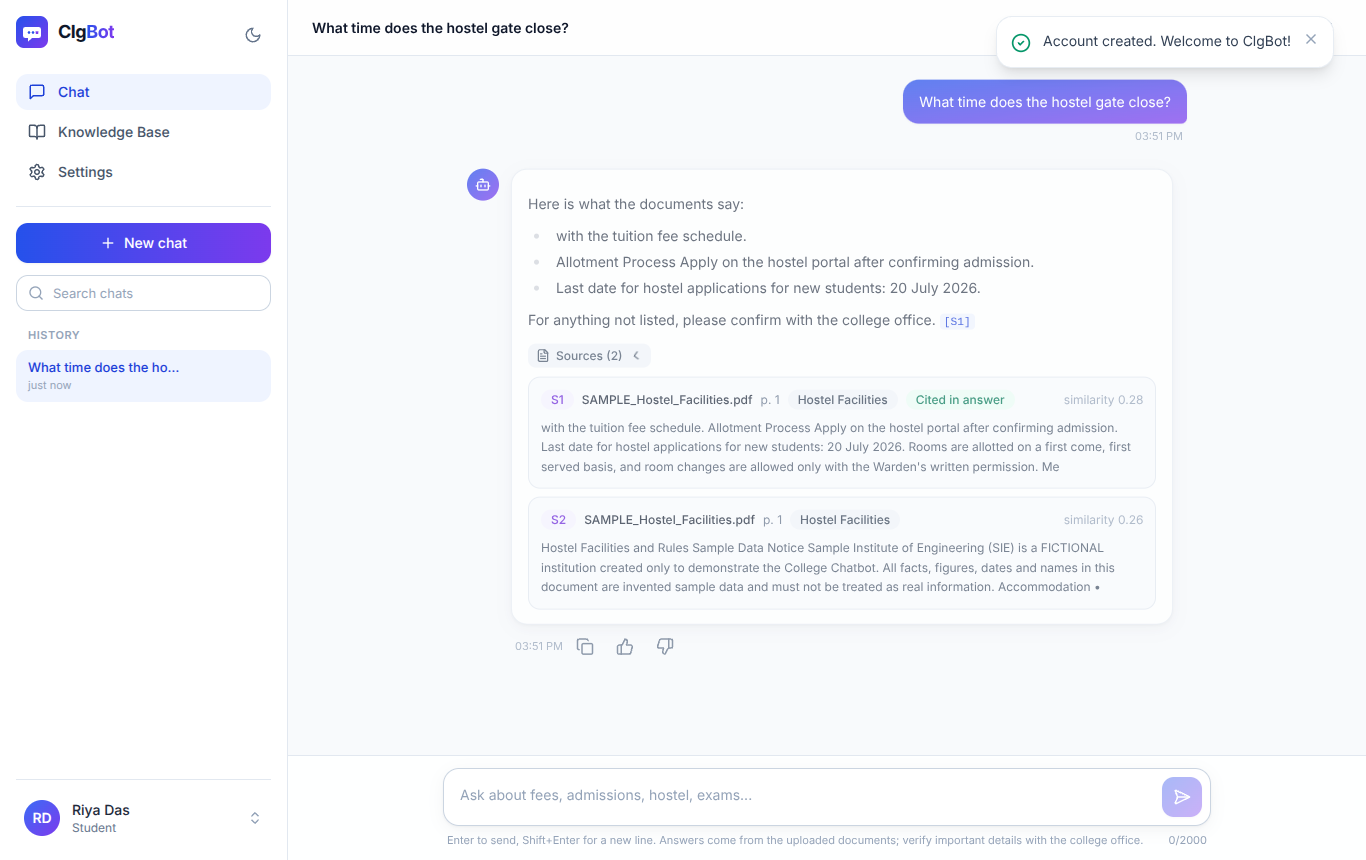 ClgBot
Chat
Knowledge Base
Settings
New chat
Search chats
HISTORY
What time does the ho...
just now
RD
Riya Das
Student
What time does the hostel gate close?
Account created. Welcome to ClgBot!
What time does the hostel gate close?
03:51 PM
Here is what the documents say:
• with the tuition fee schedule.
• Allotment Process Apply on the hostel portal after confirming admission.
• Last date for hostel applications for new students: 20 July 2026.
For anything not listed, please confirm with the college office. [S1]
Sources (2)
S1 SAMPLE_Hostel_Facilities.pdf p. 1 Hostel Facilities Cited in answer similarity 0.28
with the tuition fee schedule. Allotment Process Apply on the hostel portal after confirming admission.
Last date for hostel applications for new students: 20 July 2026. Rooms are allotted on a first come, first
served basis, and room changes are allowed only with the Warden's written permission. Me
S2 SAMPLE_Hostel_Facilities.pdf p. 1 Hostel Facilities similarity 0.26
Hostel Facilities and Rules Sample Data Notice Sample Institute of Engineering (SIE) is a FICTIONAL
institution created only to demonstrate the College Chatbot. All facts, figures, dates and names in this
document are invented sample data and must not be treated as real information. Accommodation •
03:51 PM
Ask about fees, admissions, hostel, exams...
Enter to send, Shift+Enter for a new line. Answers come from the uploaded documents; verify important details with the college office. 0/2000